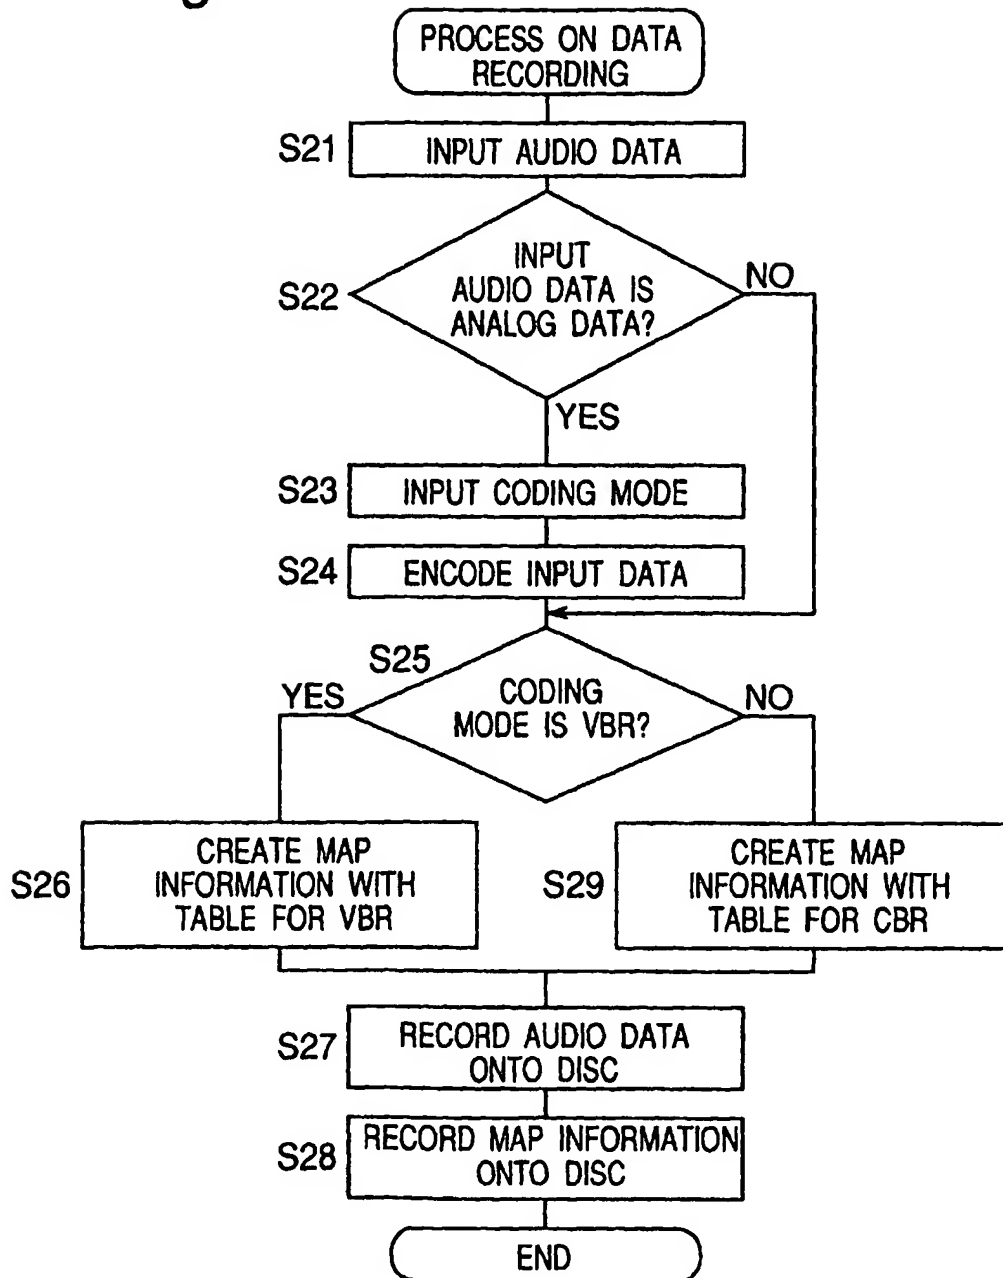 PROCESS ON DATA
RECORDING
S21
INPUT AUDIO DATA
S22
INPUT
AUDIO DATA IS
ANALOG DATA?
NO
YES
S23
INPUT CODING MODE
S24
ENCODE INPUT DATA
S25
YES
CODING
MODE IS VBR?
NO
S26
CREATE MAP
INFORMATION WITH
TABLE FOR VBR
S29
CREATE MAP
INFORMATION WITH
TABLE FOR CBR
S27
RECORD AUDIO DATA
ONTO DISC
S28
RECORD MAP INFORMATION
ONTO DISC
END